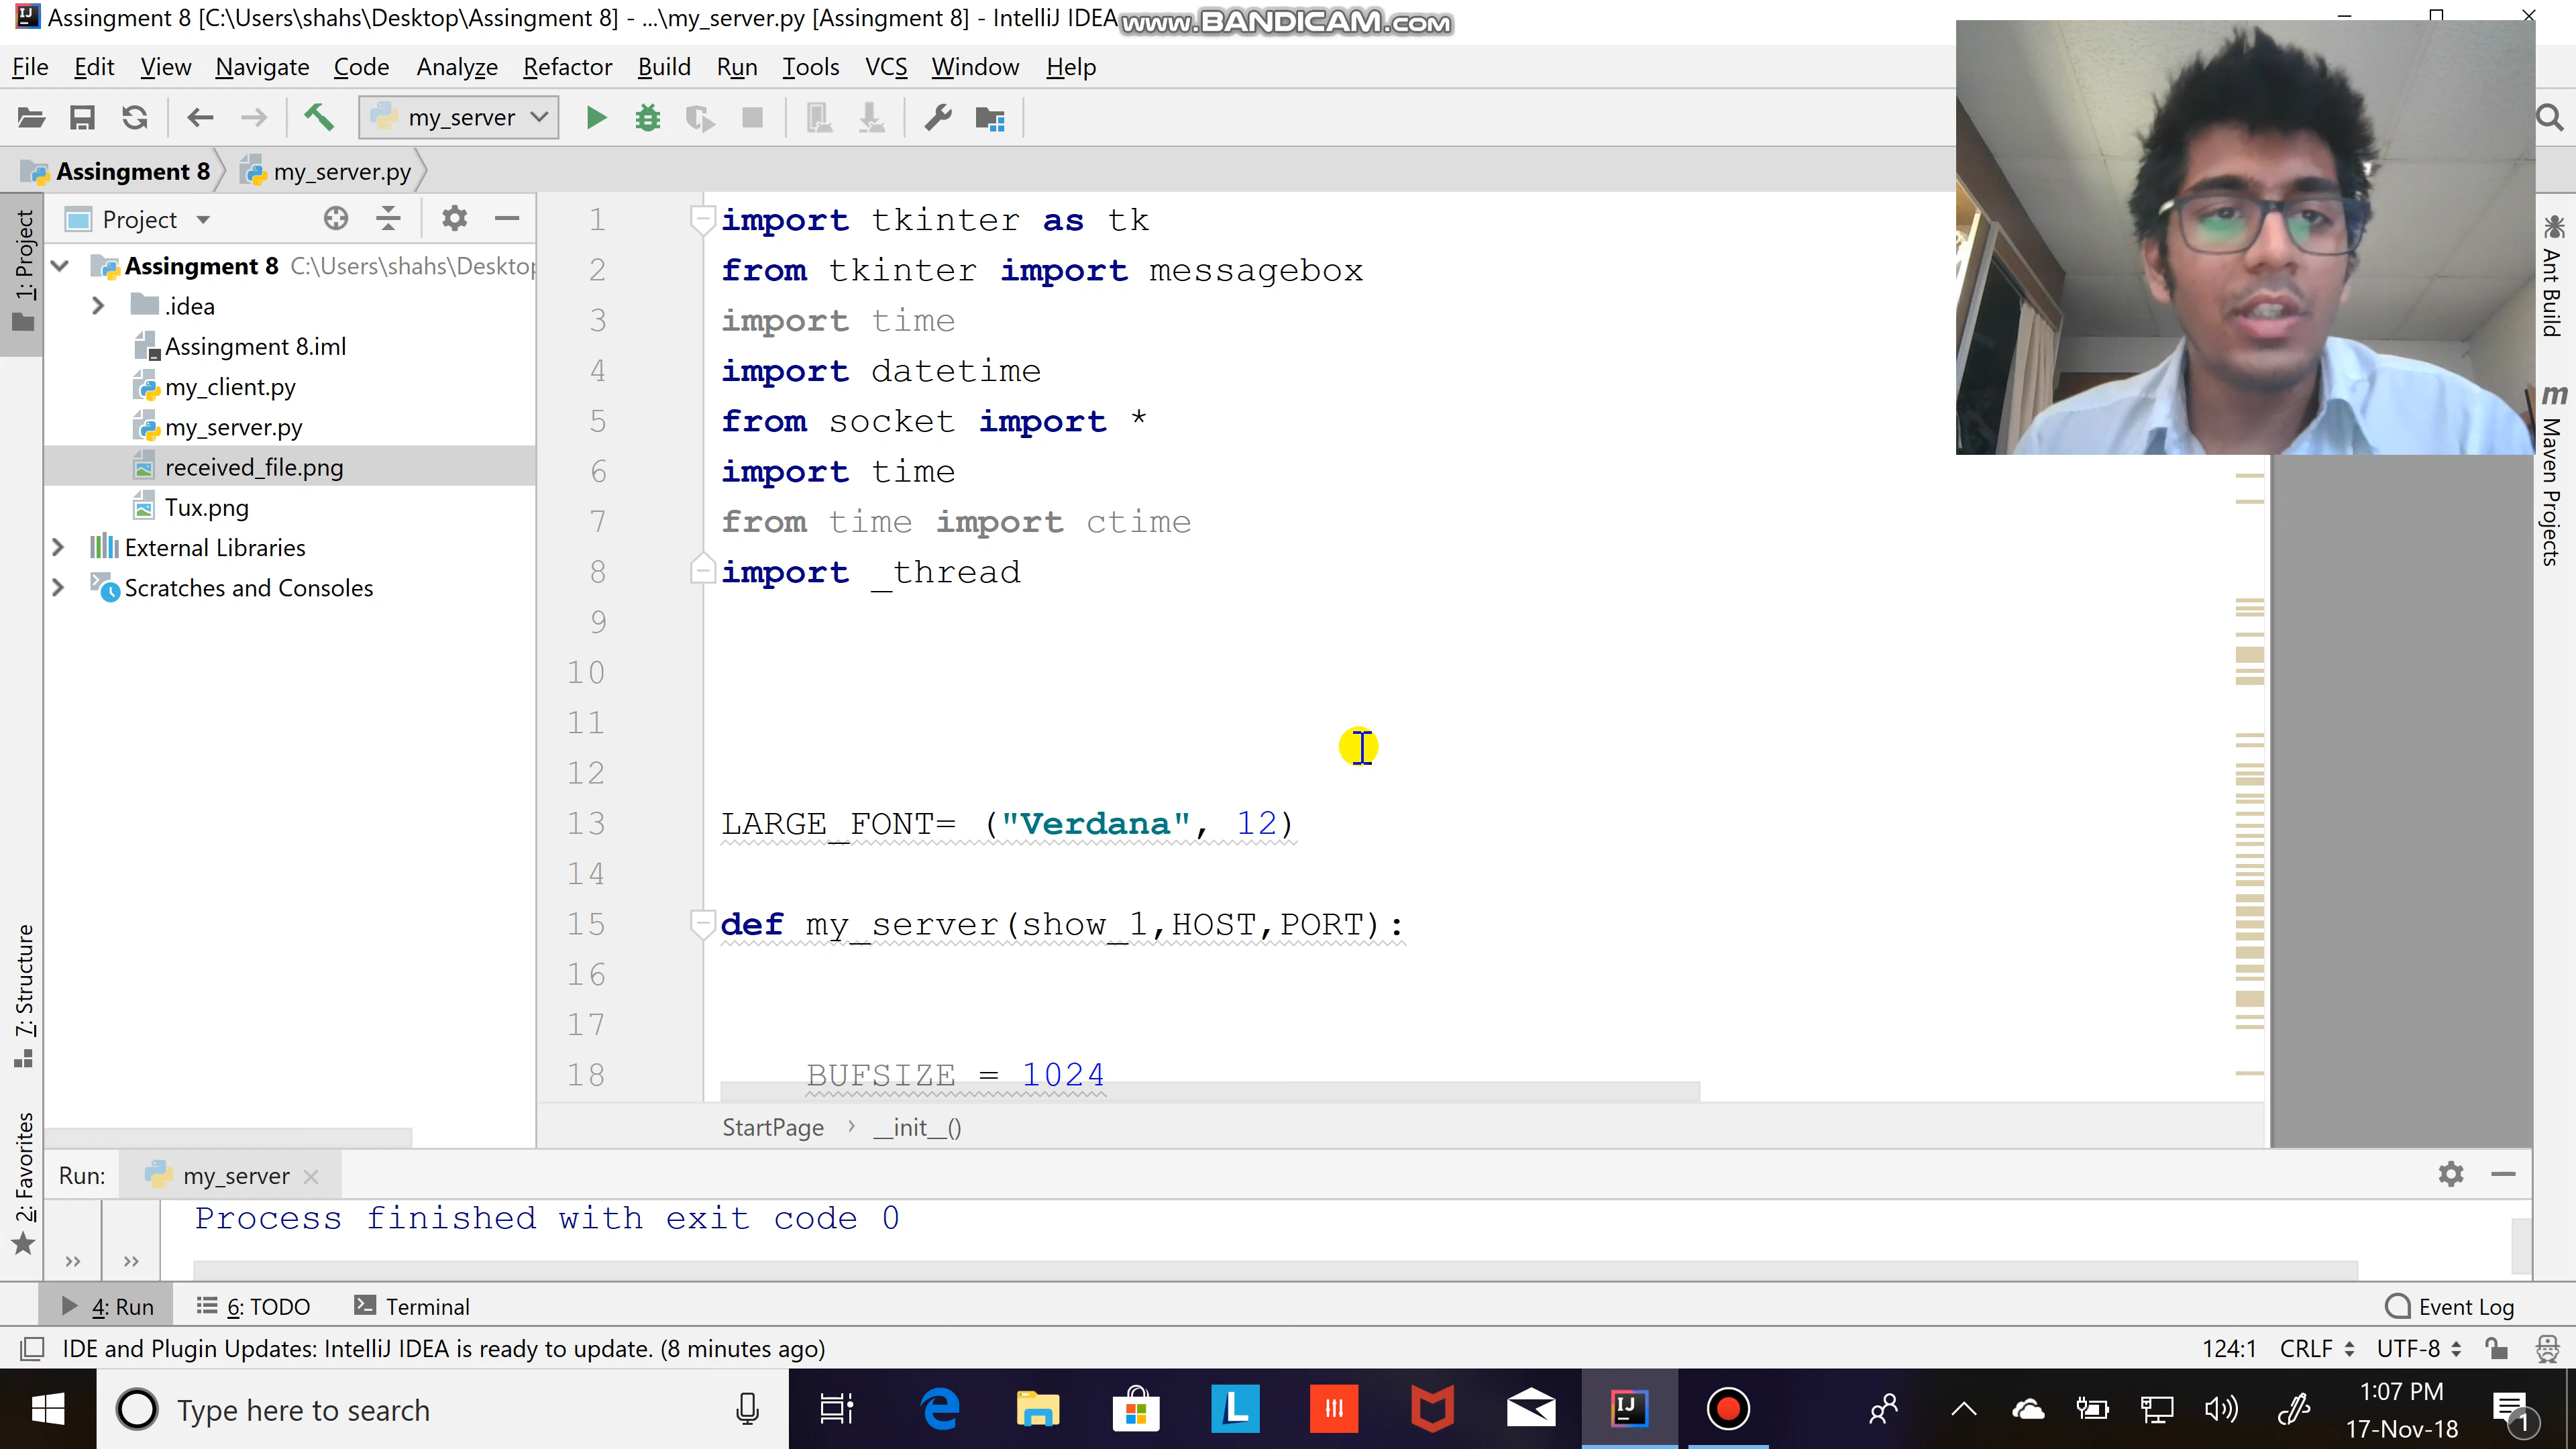 Assingment 8 [C:\Users\shahs\Desktop\Assingment 8] - ...\my_server.py [Assingment 8] - IntelliJ IDEA
www.BANDICAM.com
File Edit View Navigate Code Analyze Refactor Build Run Tools VCS Window Help
my_server
Assingment 8 my_server.py
1: Project
Project
Assingment 8 C:\Users\shahs\Desktop
.idea
Assingment 8.iml
my_client.py
my_server.py
received_file.png
Tux.png
External Libraries
Scratches and Consoles
7: Structure
2: Favorites
1 import tkinter as tk
2 from tkinter import messagebox
3 import time
4 import datetime
5 from socket import *
6 import time
7 from time import ctime
8 import _thread
9
10
11
12
13 LARGE_FONT= ("Verdana", 12)
14
15 def my_server(show_1,HOST,PORT):
16
17
18 BUFSIZE = 1024
StartPage › __init__()
Ant Build
m Maven Projects
Run: my_server
Process finished with exit code 0
4: Run 6: TODO Terminal Event Log
IDE and Plugin Updates: IntelliJ IDEA is ready to update. (8 minutes ago) 124:1 CRLF UTF-8
Type here to search
L
IJ
1:07 PM
17-Nov-18
1